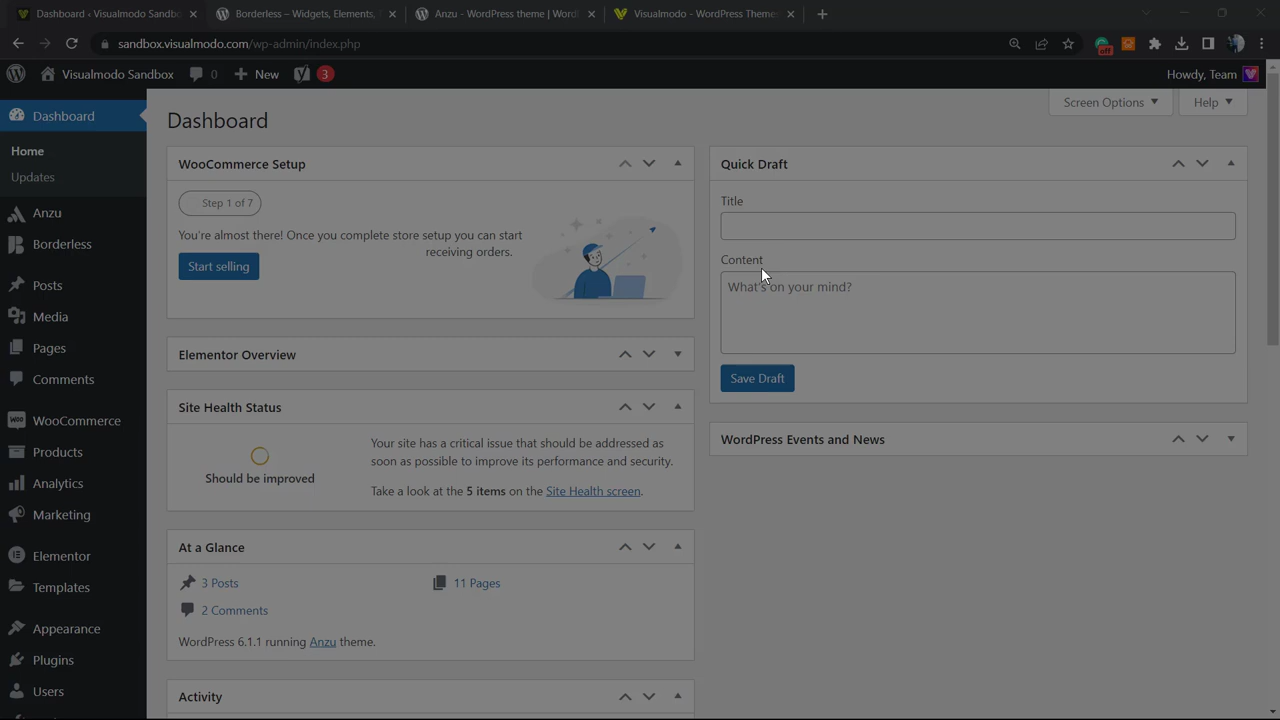 Dashboard ‹ Visualmodo Sandbo
Borderless – Widgets, Elements,
Anzu - WordPress theme | Word
Visualmodo - WordPress Themes
sandbox.visualmodo.com/wp-admin/index.php
off
Visualmodo Sandbox
0
New
3
Howdy, Team
Dashboard
Home
Updates
Anzu
Borderless
Posts
Media
Pages
Comments
WooCommerce
Products
Analytics
Marketing
Elementor
Templates
Appearance
Plugins
Users
Screen Options
Help
Dashboard
WooCommerce Setup
Step 1 of 7
You're almost there! Once you complete store setup you can start
receiving orders.
Start selling
Elementor Overview
Site Health Status
Should be improved
Your site has a critical issue that should be addressed as
soon as possible to improve its performance and security.
Take a look at the 5 items on the Site Health screen.
At a Glance
3 Posts
11 Pages
2 Comments
WordPress 6.1.1 running Anzu theme.
Activity
Quick Draft
Title
Content
What's on your mind?
Save Draft
WordPress Events and News